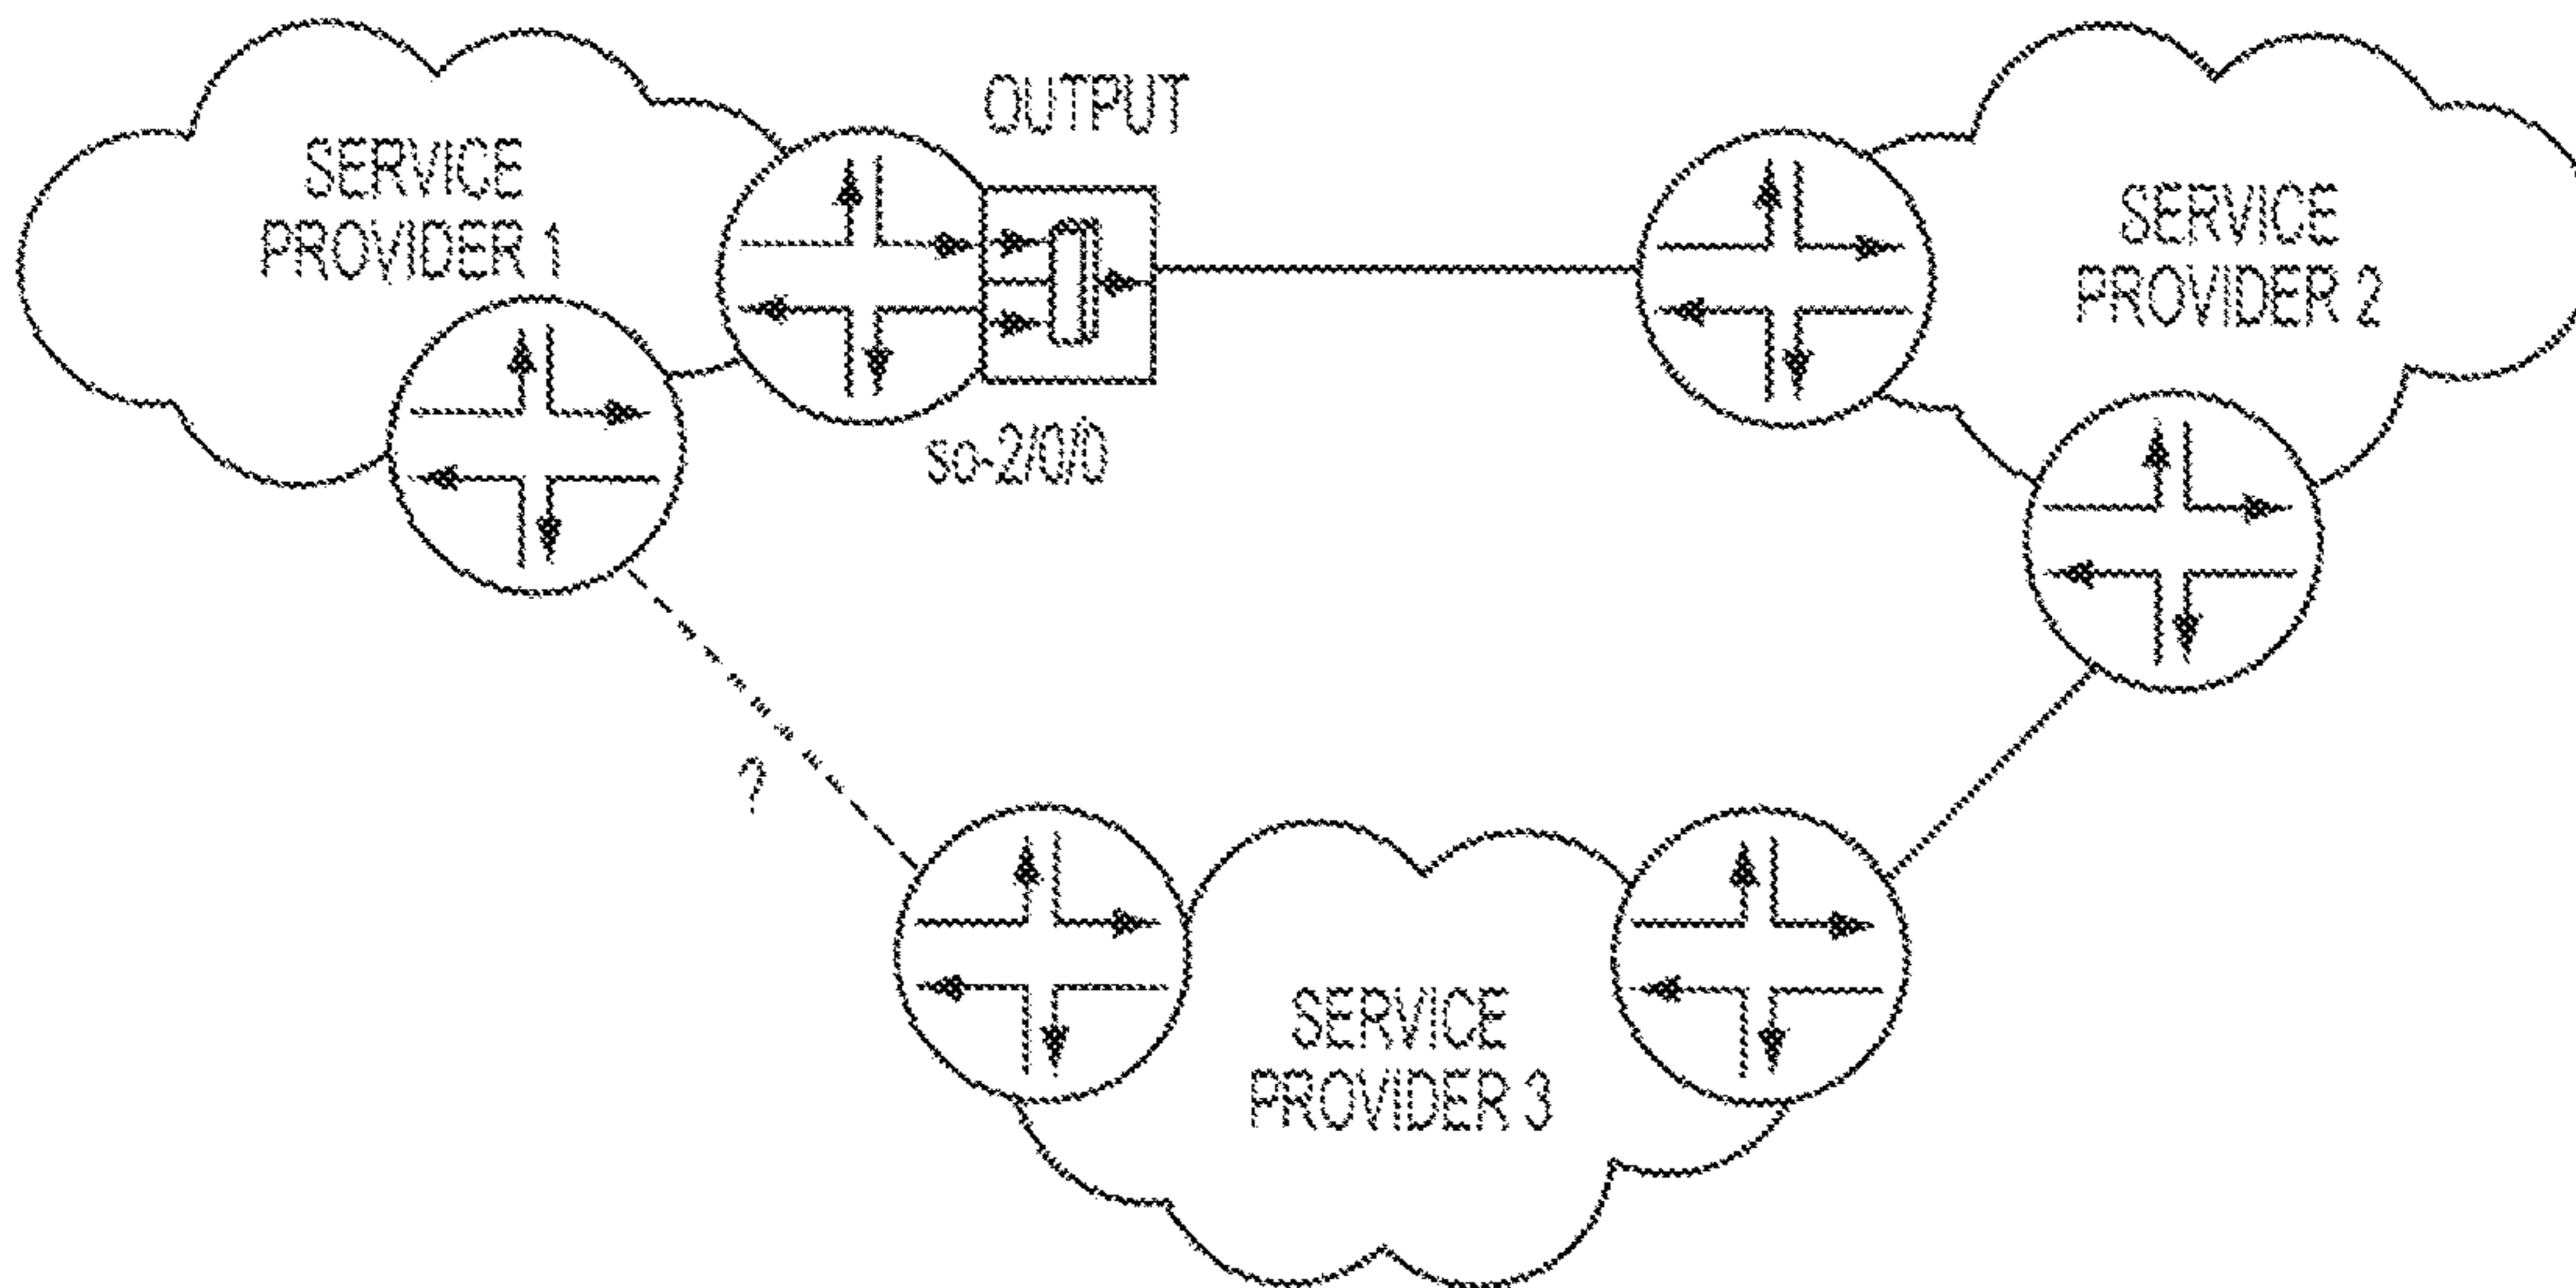 OUTPUT
SERVICE
PROVIDER 1
SERVICE
PROVIDER 2
so-2/0/0
?
SERVICE
PROVIDER 3